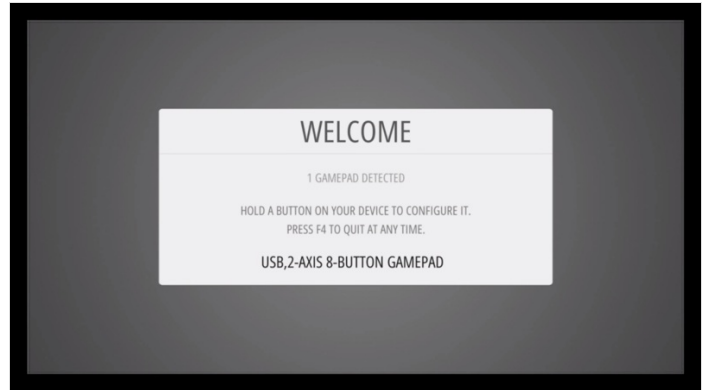 WELCOME
1 GAMEPAD DETECTED
HOLD A BUTTON ON YOUR DEVICE TO CONFIGURE IT.
PRESS F4 TO QUIT AT ANY TIME.
USB,2-AXIS 8-BUTTON GAMEPAD